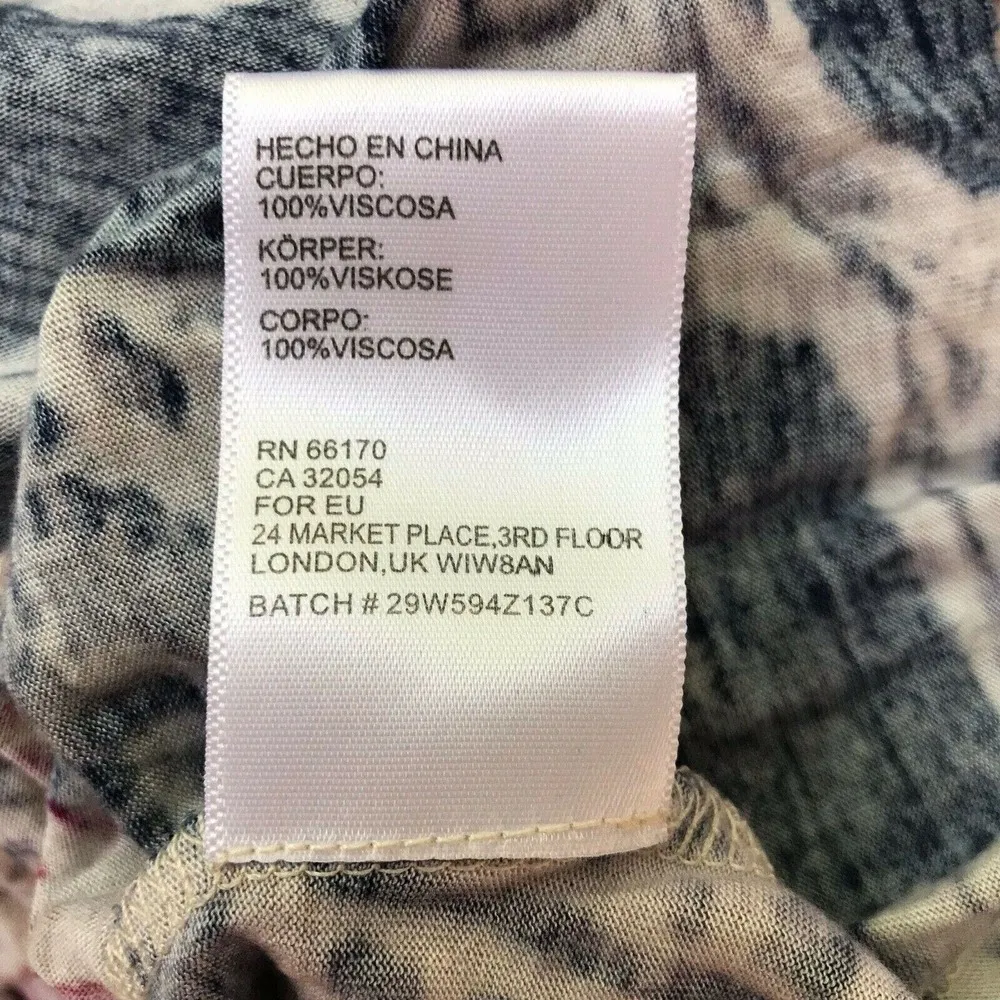 HECHO EN CHINA
CUERPO:
100%VISCOSA
KÖRPER:
100%VISKOSE
CORPO:
100%VISCOSA
RN 66170
CA 32054
FOR EU
24 MARKET PLACE,3RD FLOOR
LONDON,UK WIW8AN
BATCH # 29W594Z137C